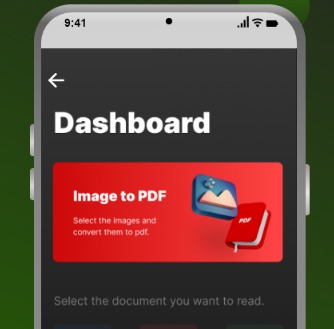 9:41
Dashboard
Image to PDF
Select the images and
convert them to pdf.
PDF
Select the document you want to read.